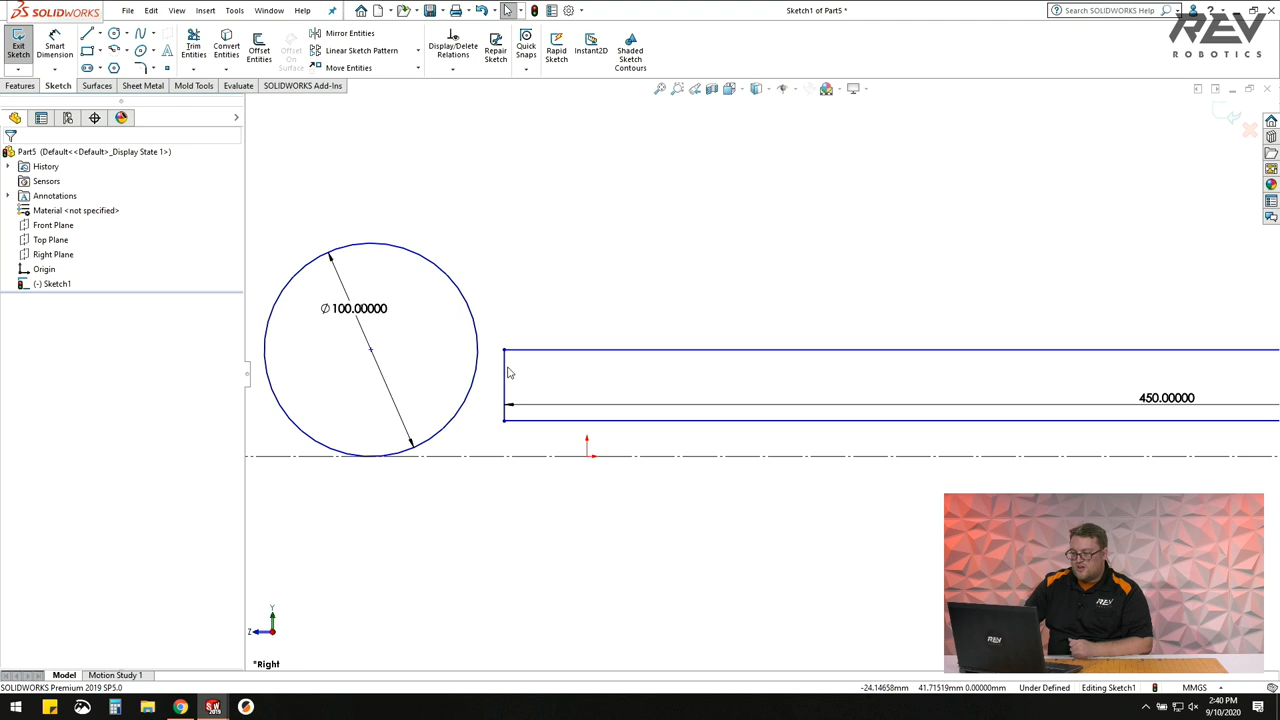 SOLIDWORKS
File Edit View Insert Tools Window
Sketch1 of Part5 *
Search SOLIDWORKS Help
REV
ROBOTICS
Exit Sketch
Smart Dimension
Trim Entities
Convert Entities
Offset Entities
Offset On Surface
Mirror Entities
Linear Sketch Pattern
Move Entities
Display/Delete Relations
Repair Sketch
Quick Snaps
Rapid Sketch
Instant2D
Shaded Sketch Contours
Features Sketch Surfaces Sheet Metal Mold Tools Evaluate SOLIDWORKS Add-Ins
Part5 (Default<<Default>_Display State 1>)
History
Sensors
Annotations
Material <not specified>
Front Plane
Top Plane
Right Plane
Origin
(-) Sketch1
∅100.00000
450.00000
Y
Z
*Right
REV
REV
Model Motion Study 1
SOLIDWORKS Premium 2019 SP5.0
-24.14658mm 41.71519mm 0.00000mm Under Defined Editing Sketch1 MMGS
2:40 PM
9/10/2020